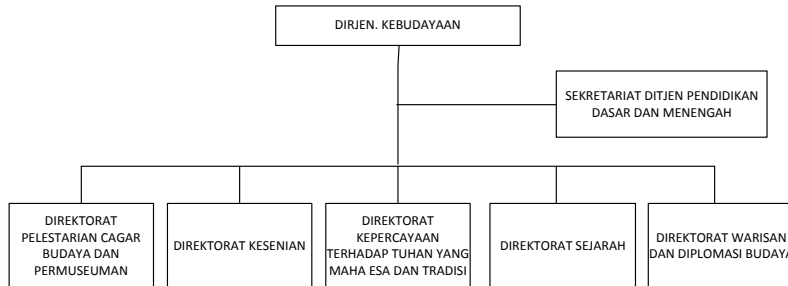 DIRJEN. KEBUDAYAAN
SEKRETARIAT DITJEN PENDIDIKAN
DASAR DAN MENENGAH
DIREKTORAT
PELESTARIAN CAGAR
BUDAYA DAN
PERMUSEUMAN
DIREKTORAT KESENIAN
DIREKTORAT
KEPERCAYAAN
TERHADAP TUHAN YANG
MAHA ESA DAN TRADISI
DIREKTORAT SEJARAH
DIREKTORAT WARISAN
DAN DIPLOMASI BUDAYA